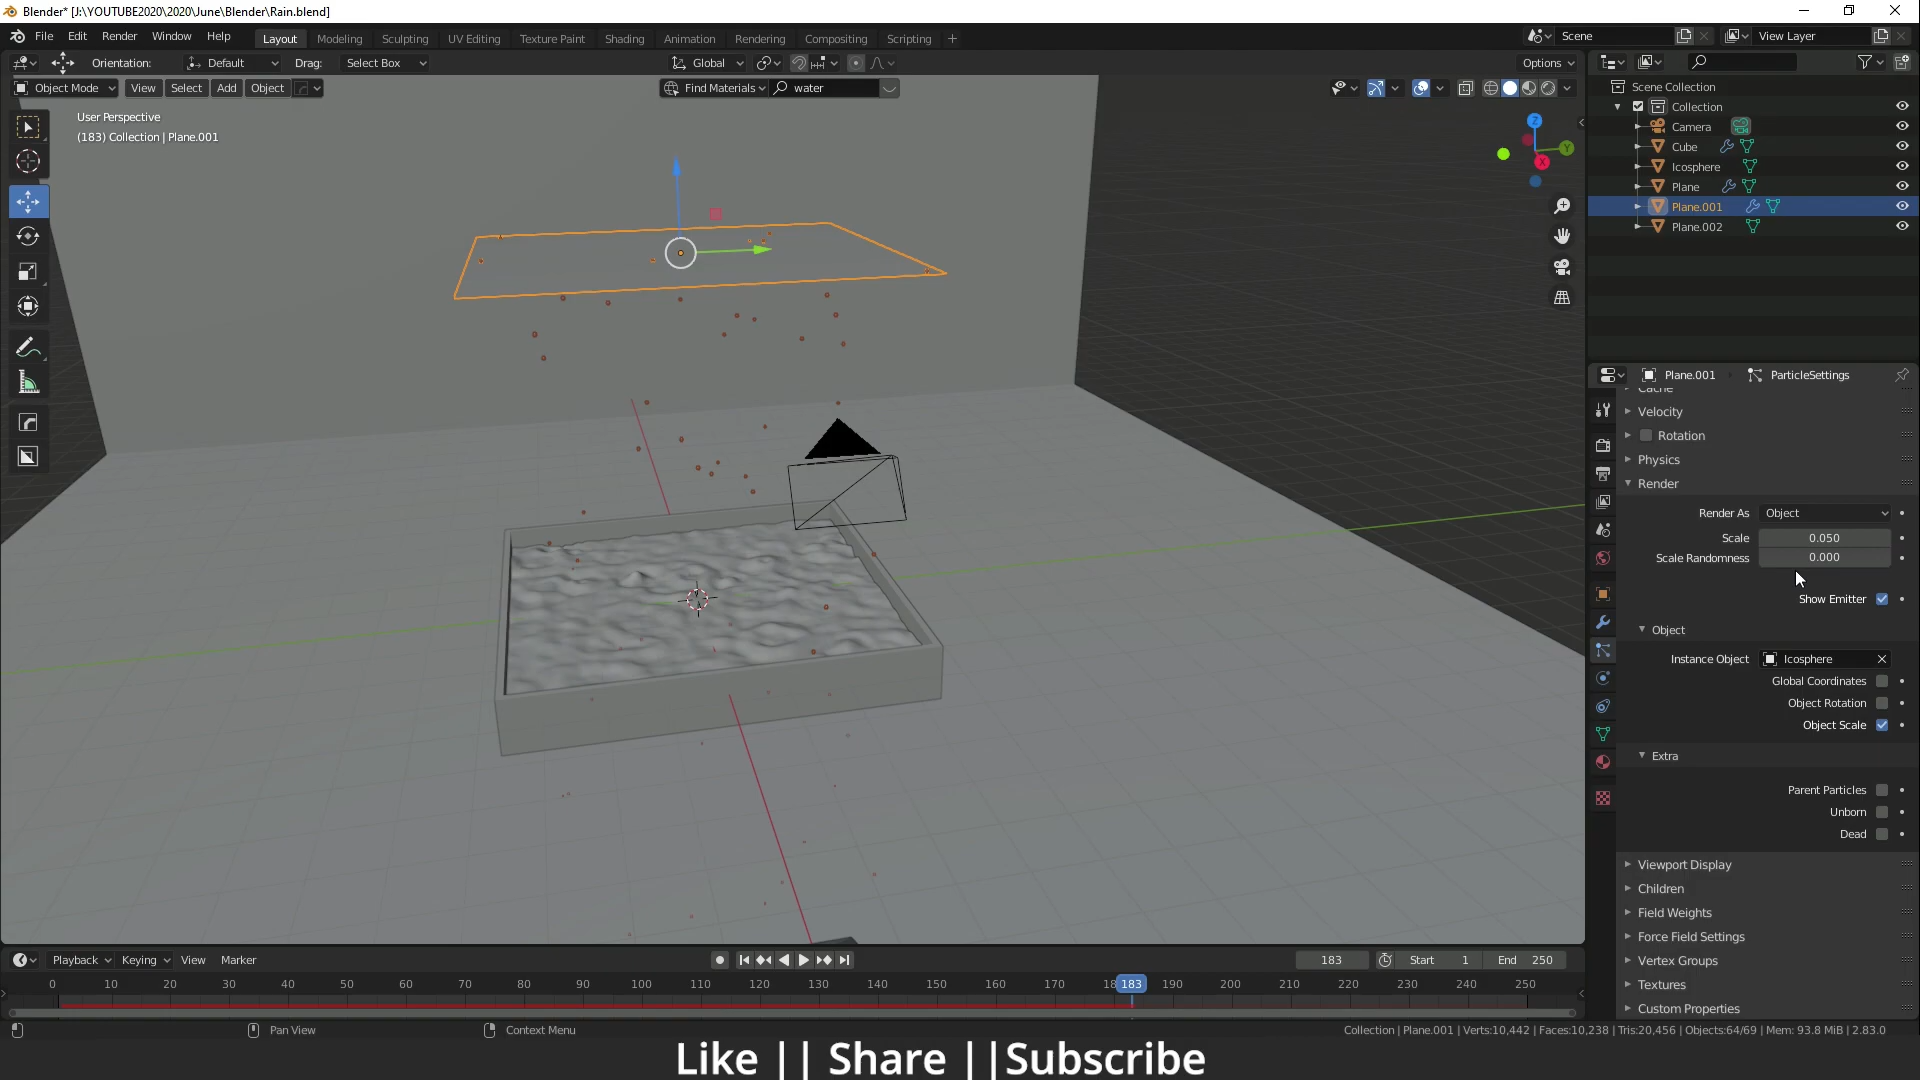 Blender* [J:\YOUTUBE2020\2020\June\Blender\Rain.blend]
File Edit Render Window Help Layout Modeling Sculpting UV Editing Texture Paint Shading Animation Rendering Compositing Scripting + Scene View Layer
Orientation: Default Drag: Select Box Global Options
Object Mode View Select Add Object Find Materials water
User Perspective
(183) Collection | Plane.001
Z
Y
X
Scene Collection
Collection
Camera
Cube
Icosphere
Plane
Plane.001
Plane.002
Plane.001 ParticleSettings
Cache
Velocity
Rotation
Physics
Render
Render As Object
Scale 0.050
Scale Randomness 0.000
Show Emitter
Object
Instance Object Icosphere
Global Coordinates
Object Rotation
Object Scale
Extra
Parent Particles
Unborn
Dead
Viewport Display
Children
Field Weights
Force Field Settings
Vertex Groups
Textures
Custom Properties
Playback Keying View Marker 183 Start 1 End 250
0 10 20 30 40 50 60 70 80 90 100 110 120 130 140 150 160 170 18 183 190 200 210 220 230 240 250
Pan View Context Menu Collection | Plane.001 | Verts:10,442 | Faces:10,238 | Tris:20,456 | Objects:64/69 | Mem: 93.8 MiB | 2.83.0
Like || Share ||Subscribe